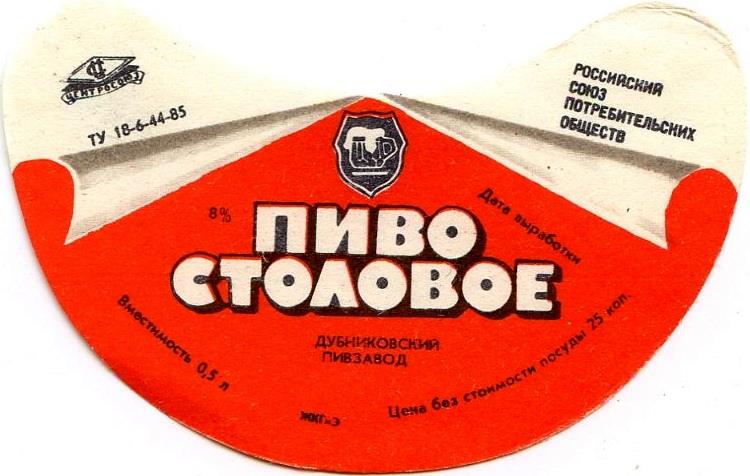 ЦЕНТРОСОЮЗ
ТУ 18-6-44-85
РОССИЙСКИЙ
СОЮЗ
ПОТРЕБИТЕЛЬСКИХ
ОБЩЕСТВ
8%
Дата выработки
ПИВО
СТОЛОВОЕ
ДУБНИКОВСКИЙ
ПИВЗАВОД
Вместимость 0,5 л
Цена без стоимости посуды 25 коп.